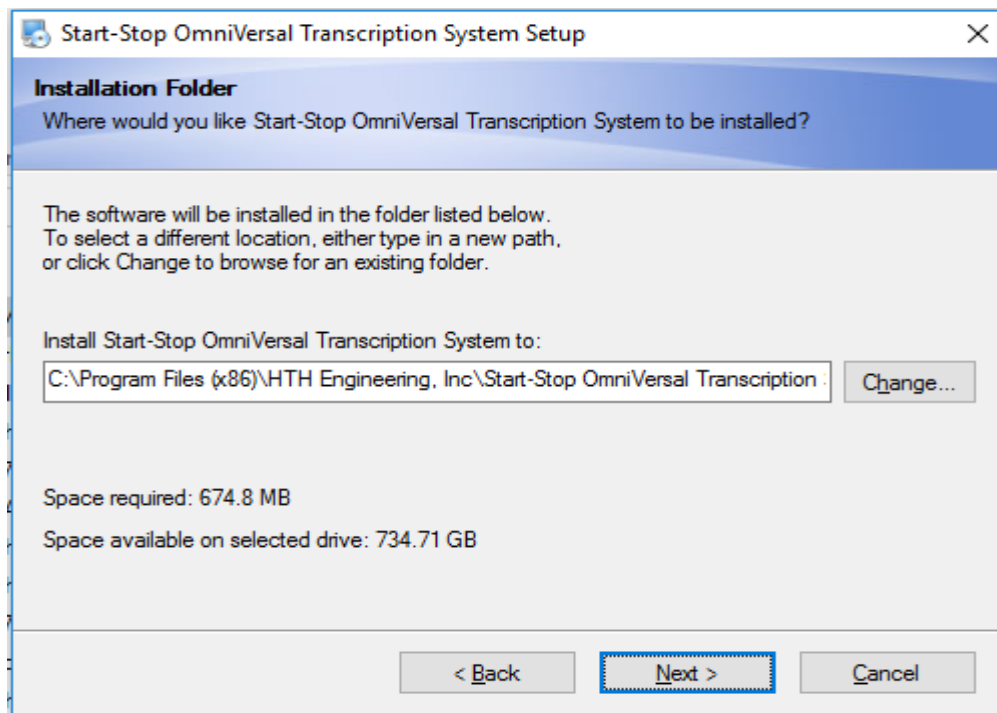 Start-Stop OmniVersal Transcription System Setup
Installation Folder
Where would you like Start-Stop OmniVersal Transcription System to be installed?
The software will be installed in the folder listed below.
To select a different location, either type in a new path,
or click Change to browse for an existing folder.
Install Start-Stop OmniVersal Transcription System to:
C:\Program Files (x86)\HTH Engineering, Inc\Start-Stop OmniVersal Transcription
Change...
Space required: 674.8 MB
Space available on selected drive: 734.71 GB
< Back
Next >
Cancel